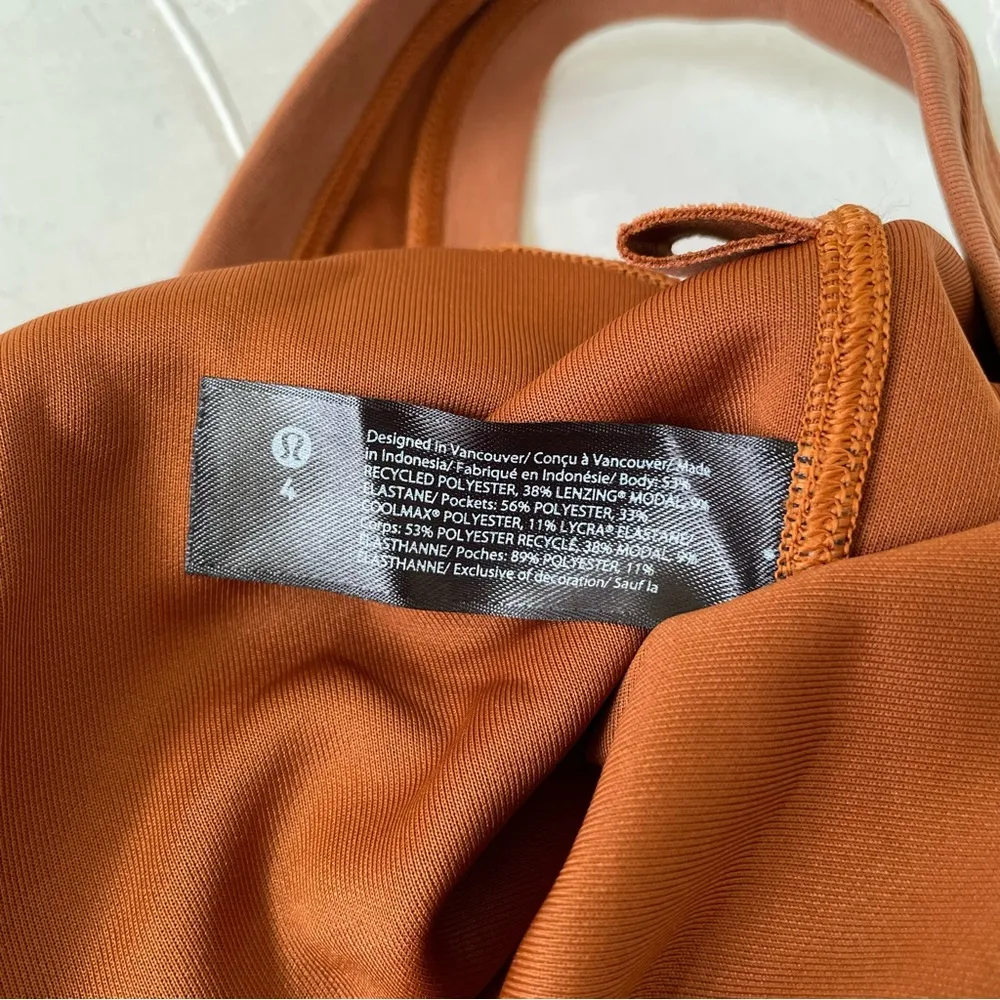 4
Designed in Vancouver/ Conçu à Vancouver/ Made
in Indonesia/ Fabriqué en Indonésie/ Body: 53%
RECYCLED POLYESTER, 38% LENZING® MODAL, 9%
ELASTANE/ Pockets: 56% POLYESTER, 33%
COOLMAX® POLYESTER, 11% LYCRA® ELASTANE/
Corps: 53% POLYESTER RECYCLÉ, 38% MODAL, 9%
ÉLASTHANNE/ Poches: 89% POLYESTER, 11%
ÉLASTHANNE/ Exclusive of decoration/ Sauf la